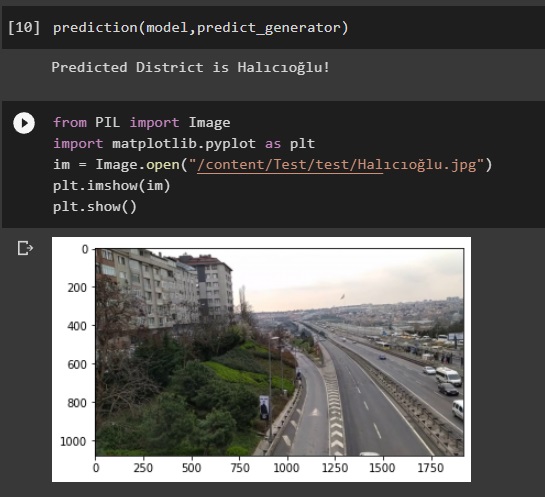 [10] prediction(model,predict_generator)
Predicted District is Halıcıoğlu!
from PIL import Image
import matplotlib.pyplot as plt
im = Image.open("/content/Test/test/Halıcıoğlu.jpg")
plt.imshow(im)
plt.show()
0
200
400
600
800
1000
0 250 500 750 1000 1250 1500 1750